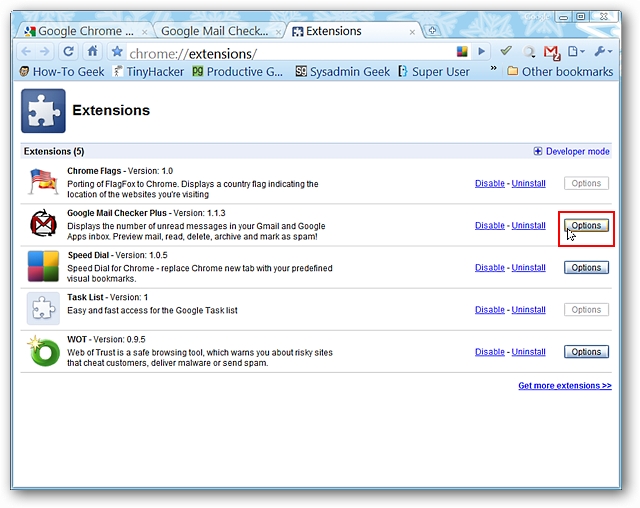 Google Chrome ...
Google Mail Chec...
Extensions
chrome://extensions/
2
How-To Geek
TinyHacker
pg Productive G...
SG Sysadmin Geek
Super User
»
Other bookmarks
Extensions
Extensions (5)
Developer mode
Chrome Flags - Version: 1.0
Porting of FlagFox to Chrome. Displays a country flag indicating the
location of the websites you're visiting
Disable - Uninstall
Options
Google Mail Checker Plus - Version: 1.1.3
Displays the number of unread messages in your Gmail and Google
Apps inbox. Preview mail, read, delete, archive and mark as spam!
Disable - Uninstall
Options
Speed Dial - Version: 1.0.5
Speed Dial for Chrome - replace Chrome new tab with your predefined
visual bookmarks.
Disable - Uninstall
Options
Task List - Version: 1
Easy and fast access for the Google Task list
Disable - Uninstall
Options
WOT - Version: 0.9.5
Web of Trust is a safe browsing tool, which warns you about risky sites
that cheat customers, deliver malware or send spam.
Disable - Uninstall
Options
Get more extensions >>